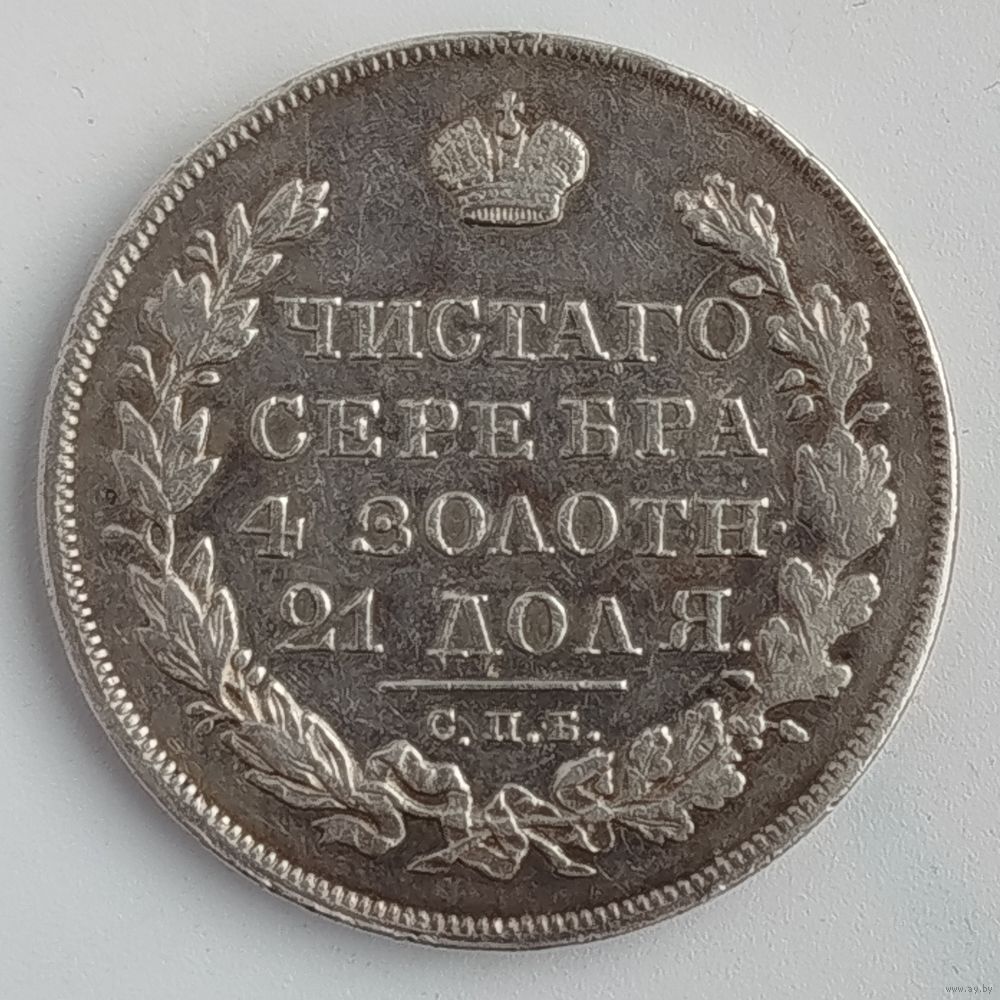 ЧИСТАГО
СЕРЕБРА
4 ЗОЛОТН.
21 ДОЛЯ.
С.П.Б.
www.ay.by